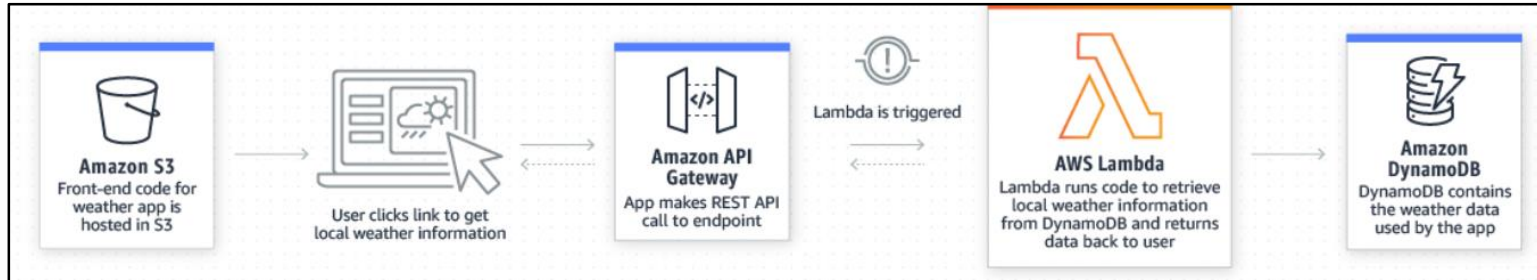 Amazon S3
Front-end code for
weather app is
hosted in S3
User clicks link to get
local weather information
</>
Amazon API
Gateway
App makes REST API
call to endpoint
!
Lambda is triggered
AWS Lambda
Lambda runs code to retrieve
local weather information
from DynamoDB and returns
data back to user
Amazon
DynamoDB
DynamoDB contains
the weather data
used by the app